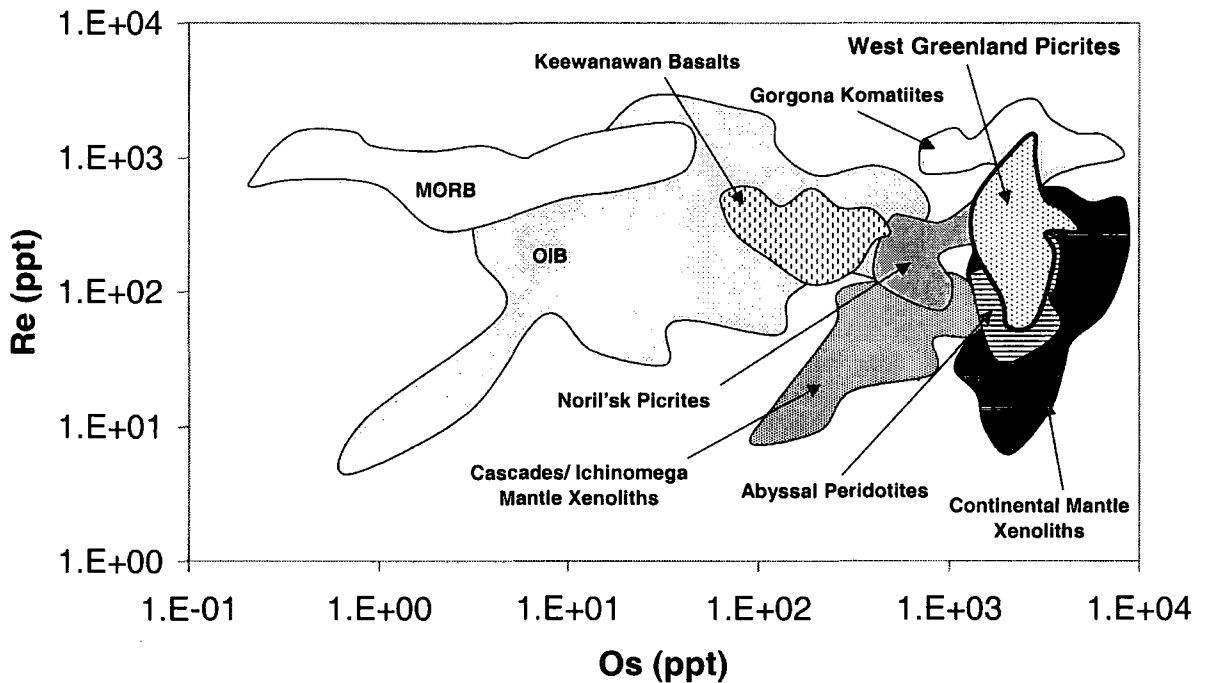 1.E+04
1.E+03
1.E+02
1.E+01
1.E+00
Re (ppt)
Keewanawan Basalts
West Greenland Picrites
Gorgona Komatiites
MORB
OIB
Noril'sk Picrites
Cascades/ Ichinomega
Mantle Xenoliths
Abyssal Peridotites
Continental Mantle
Xenoliths
1.E-01
1.E+00
1.E+01
1.E+02
1.E+03
1.E+04
Os (ppt)